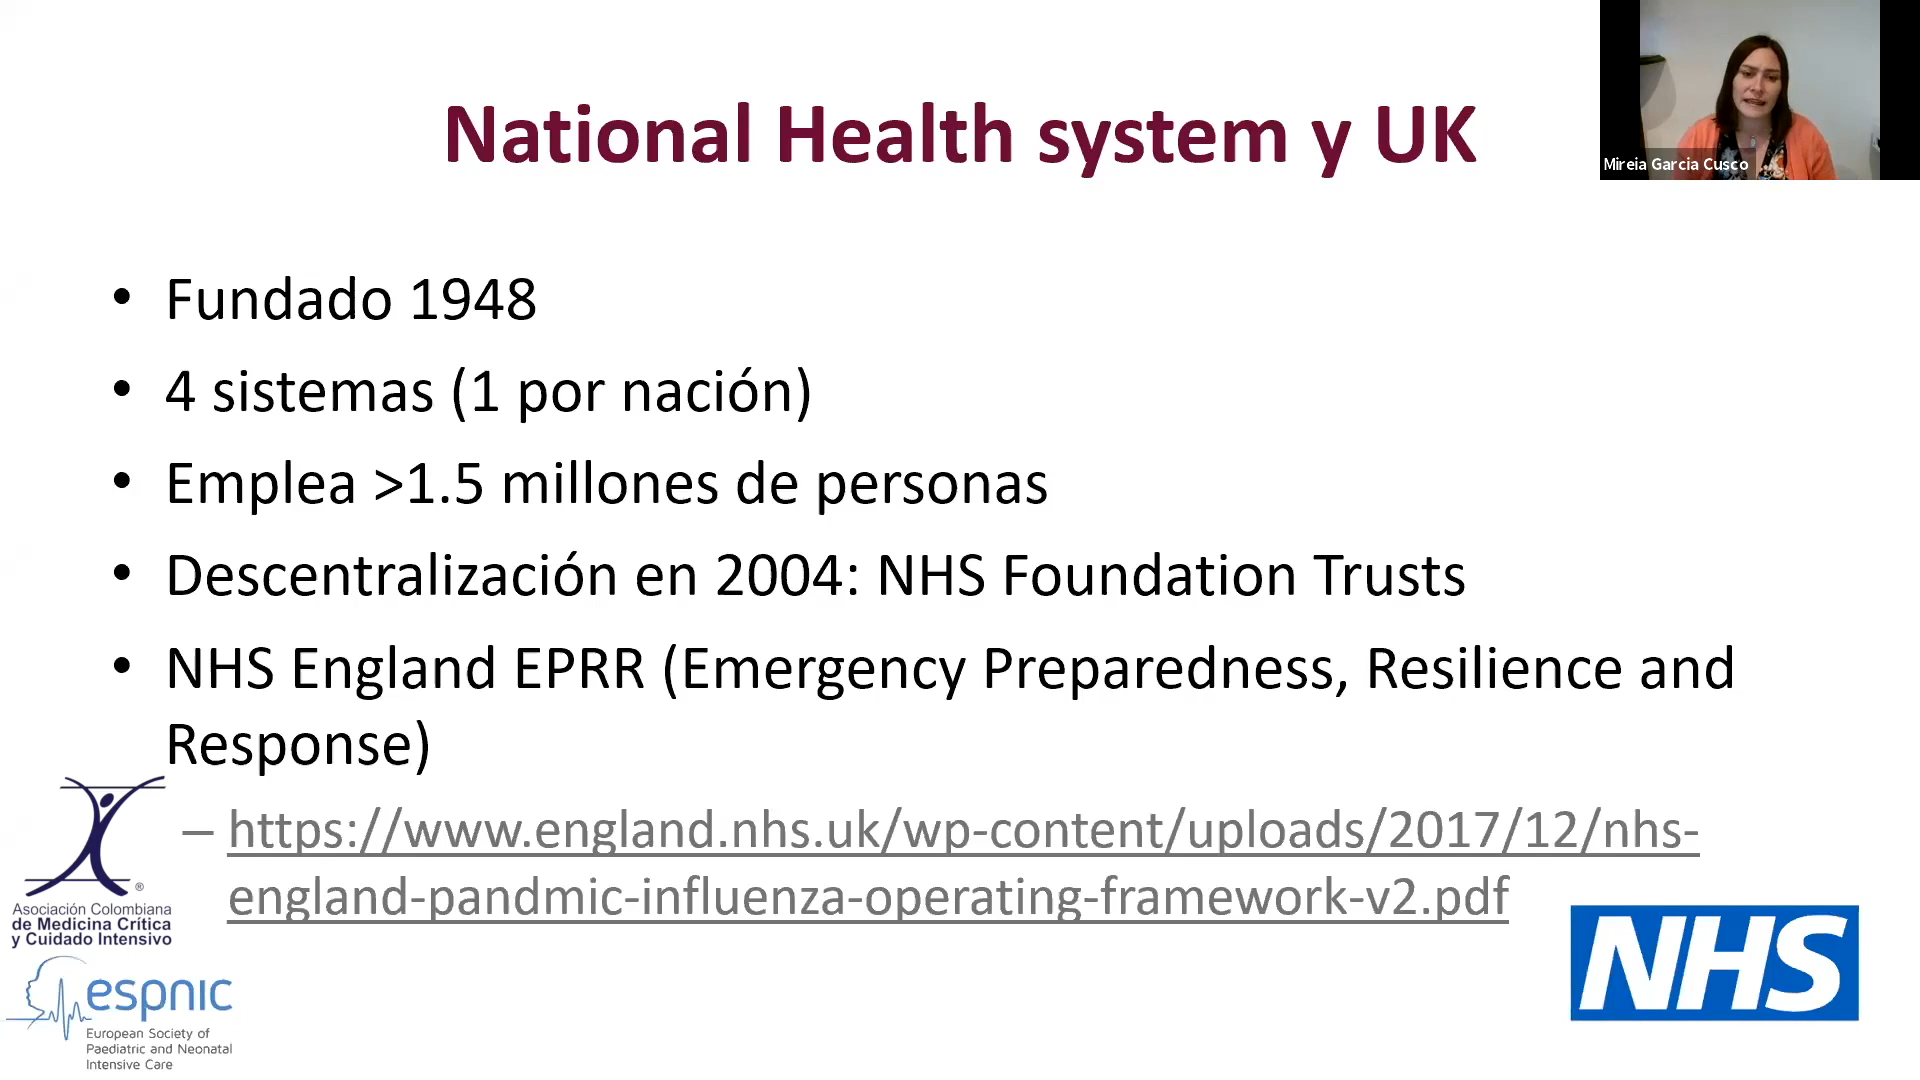 National Health system y UK
Mireia Garcia Cusco
• Fundado 1948
• 4 sistemas (1 por nación)
• Emplea >1.5 millones de personas
• Descentralización en 2004: NHS Foundation Trusts
• NHS England EPRR (Emergency Preparedness, Resilience and
Response)
– https://www.england.nhs.uk/wp-content/uploads/2017/12/nhs-
england-pandmic-influenza-operating-framework-v2.pdf
®
Asociación Colombiana
de Medicina Crítica
y Cuidado Intensivo
espnic
European Society of
Paediatric and Neonatal
Intensive Care
NHS